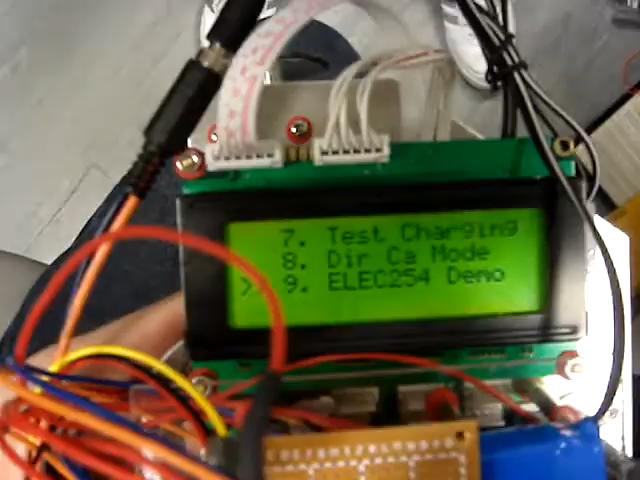 7. Test Charging
8. Dir Ca Mode
> 9. ELEC254 Demo